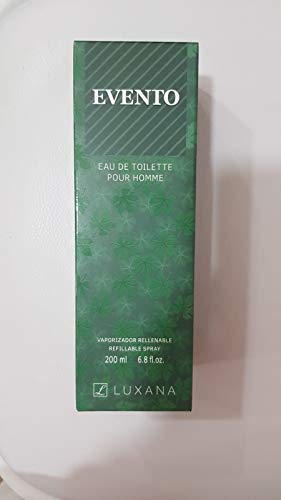 EVENTO
EAU DE TOILETTE
POUR HOMME
VAPORIZADOR RELLENABLE
REFILLABLE SPRAY
200 ml 6.8 fl.oz.
L LUXANA